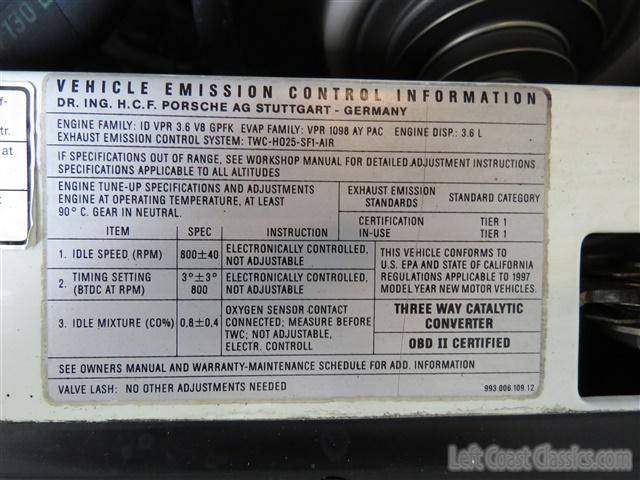 130
VEHICLE EMISSION CONTROL INFORMATION
DR. ING. H.C.F. PORSCHE AG STUTTGART - GERMANY
ENGINE FAMILY: ID VPR 3.6 V8 GPFK EVAP FAMILY: VPR 1098 AY PAC ENGINE DISP.: 3.6 L
EXHAUST EMISSION CONTROL SYSTEM: TWC-HO2S-SFI-AIR
IF SPECIFICATIONS OUT OF RANGE, SEE WORKSHOP MANUAL FOR DETAILED ADJUSTMENT INSTRUCTIONS
SPECIFICATIONS APPLICABLE TO ALL ALTITUDES
ENGINE TUNE-UP SPECIFICATIONS AND ADJUSTMENTS
ENGINE AT OPERATING TEMPERATURE, AT LEAST
90° C. GEAR IN NEUTRAL.
EXHAUST EMISSION STANDARD CATEGORY
STANDARDS
CERTIFICATION TIER 1
IN-USE TIER 1
ITEM SPEC INSTRUCTION
1. IDLE SPEED, (RPM) 800±40 ELECTRONICALLY CONTROLLED,
NOT ADJUSTABLE
2. TIMING SETTING 3°±3° ELECTRONICALLY CONTROLLED,
(BTDC AT RPM) 800 NOT ADJUSTABLE
3. IDLE MIXTURE (CO%) 0,8±0,4 OXYGEN SENSOR CONTACT
CONNECTED; MEASURE BEFORE
TWC; NOT ADJUSTABLE,
ELECTR. CONTROLL
THIS VEHICLE CONFORMS TO
U.S. EPA AND STATE OF CALIFORNIA
REGULATIONS APPLICABLE TO 1997
MODEL YEAR NEW MOTOR VEHICLES.
THREE WAY CATALYTIC
CONVERTER
OBD II CERTIFIED
SEE OWNERS MANUAL AND WARRANTY-MAINTENANCE SCHEDULE FOR ADD. INFORMATION
VALVE LASH: NO OTHER ADJUSTMENTS NEEDED 993.006.109.12
f-
tr.
at
Left Coast Classics.com